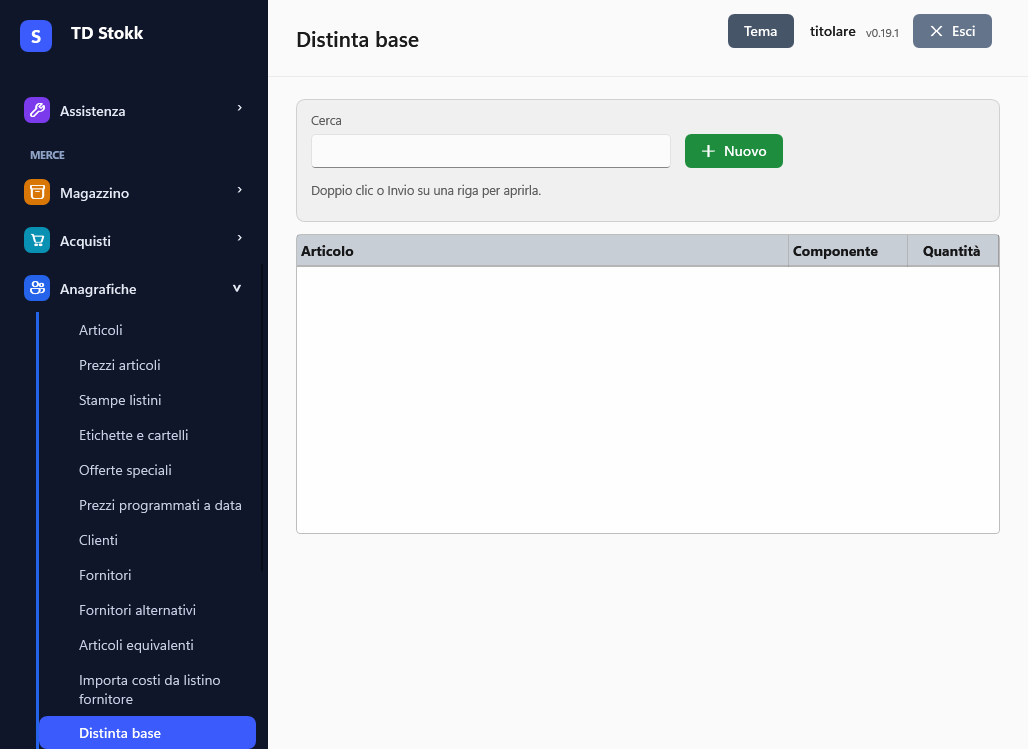 S
TD Stokk
Assistenza
MERCE
Magazzino
Acquisti
Anagrafiche
Articoli
Prezzi articoli
Stampe listini
Etichette e cartelli
Offerte speciali
Prezzi programmati a data
Clienti
Fornitori
Fornitori alternativi
Articoli equivalenti
Importa costi da listino
fornitore
Distinta base
Distinta base
Tema
titolare
v0.19.1
Esci
Cerca
Nuovo
Doppio clic o Invio su una riga per aprirla.
Articolo
Componente
Quantità